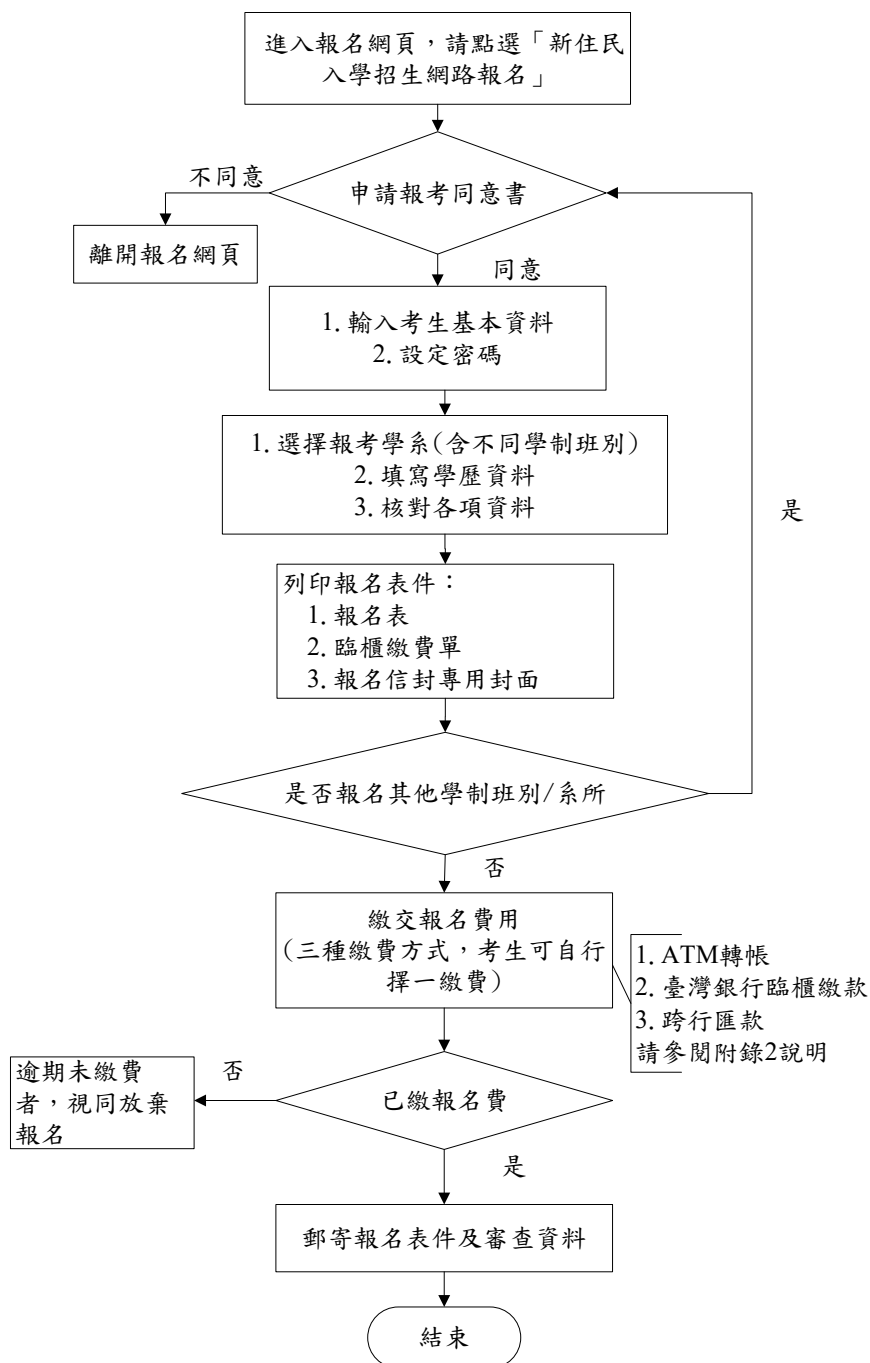 進入報名網頁，請點選「新住民
入學招生網路報名」
不同意
申請報考同意書
離開報名網頁
同意
1. 輸入考生基本資料
2. 設定密碼
1. 選擇報考學系(含不同學制班別)
2. 填寫學歷資料
3. 核對各項資料
是
列印報名表件：
1. 報名表
2. 臨櫃繳費單
3. 報名信封專用封面
是否報名其他學制班別/系所
否
繳交報名費用
(三種繳費方式，考生可自行
擇一繳費)
1. ATM轉帳
2. 臺灣銀行臨櫃繳款
3. 跨行匯款
請參閱附錄2說明
逾期未繳費
者，視同放棄
報名
否
已繳報名費
是
郵寄報名表件及審查資料
結束